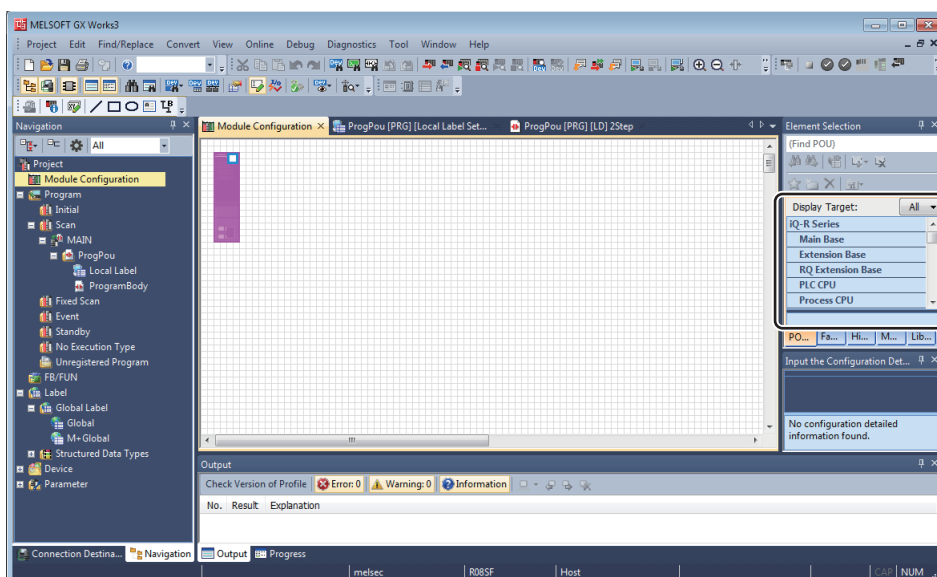 MELSOFT GX Works3
Project Edit Find/Replace Convert View Online Debug Diagnostics Tool Window Help
Navigation
All
Project
Module Configuration
Program
Initial
Scan
MAIN
ProgPou
Local Label
ProgramBody
Fixed Scan
Event
Standby
No Execution Type
Unregistered Program
FB/FUN
Label
Global Label
Global
M+Global
Structured Data Types
Device
Parameter
Connection Destina... Navigation
Module Configuration ProgPou [PRG] [Local Label Set... ProgPou [PRG] [LD] 2Step
Element Selection
(Find POU)
Display Target: All
iQ-R Series
Main Base
Extension Base
RQ Extension Base
PLC CPU
Process CPU
PO... Fa... Hi... M... Lib...
Input the Configuration Det...
No configuration detailed
information found.
Output
Check Version of Profile Error: 0 Warning: 0 Information
No. Result Explanation
Output Progress
melsec R08SF Host CAP NUM